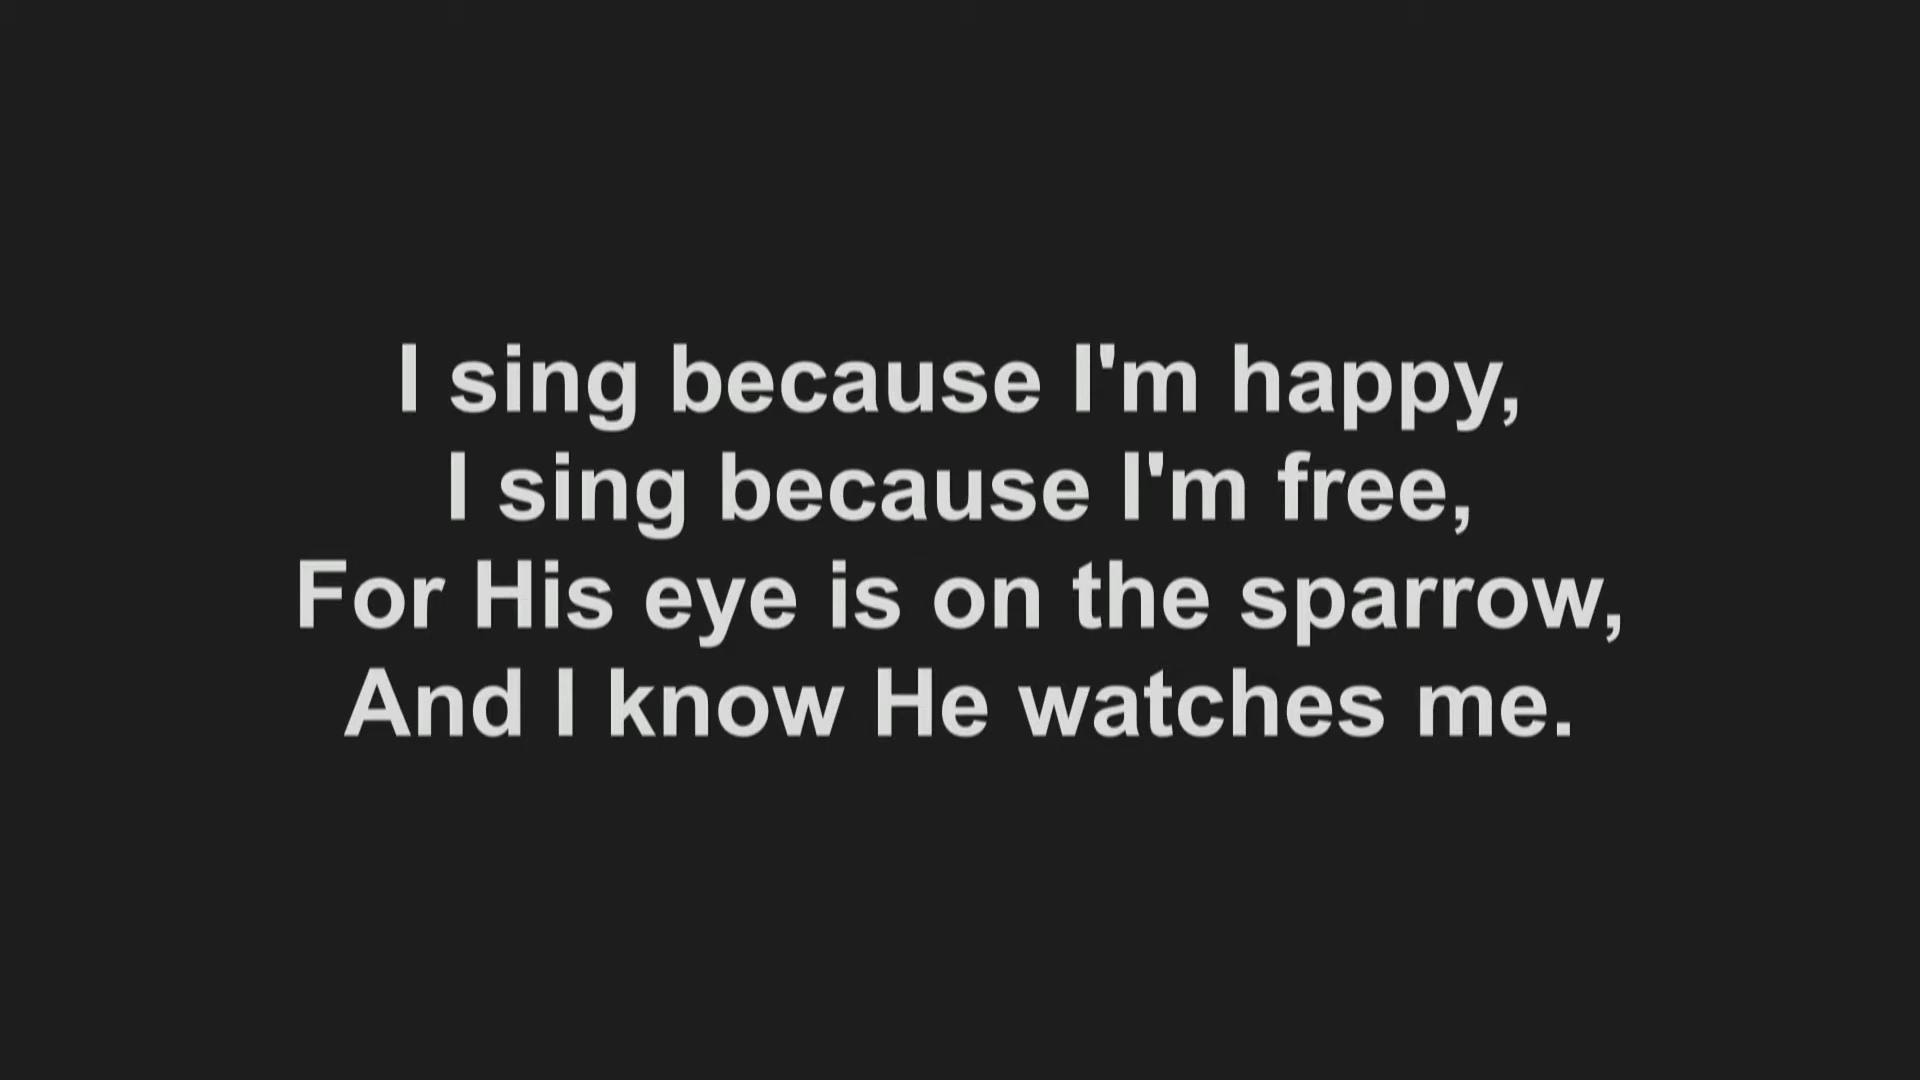 I sing because I'm happy,
I sing because I'm free,
For His eye is on the sparrow,
And I know He watches me.